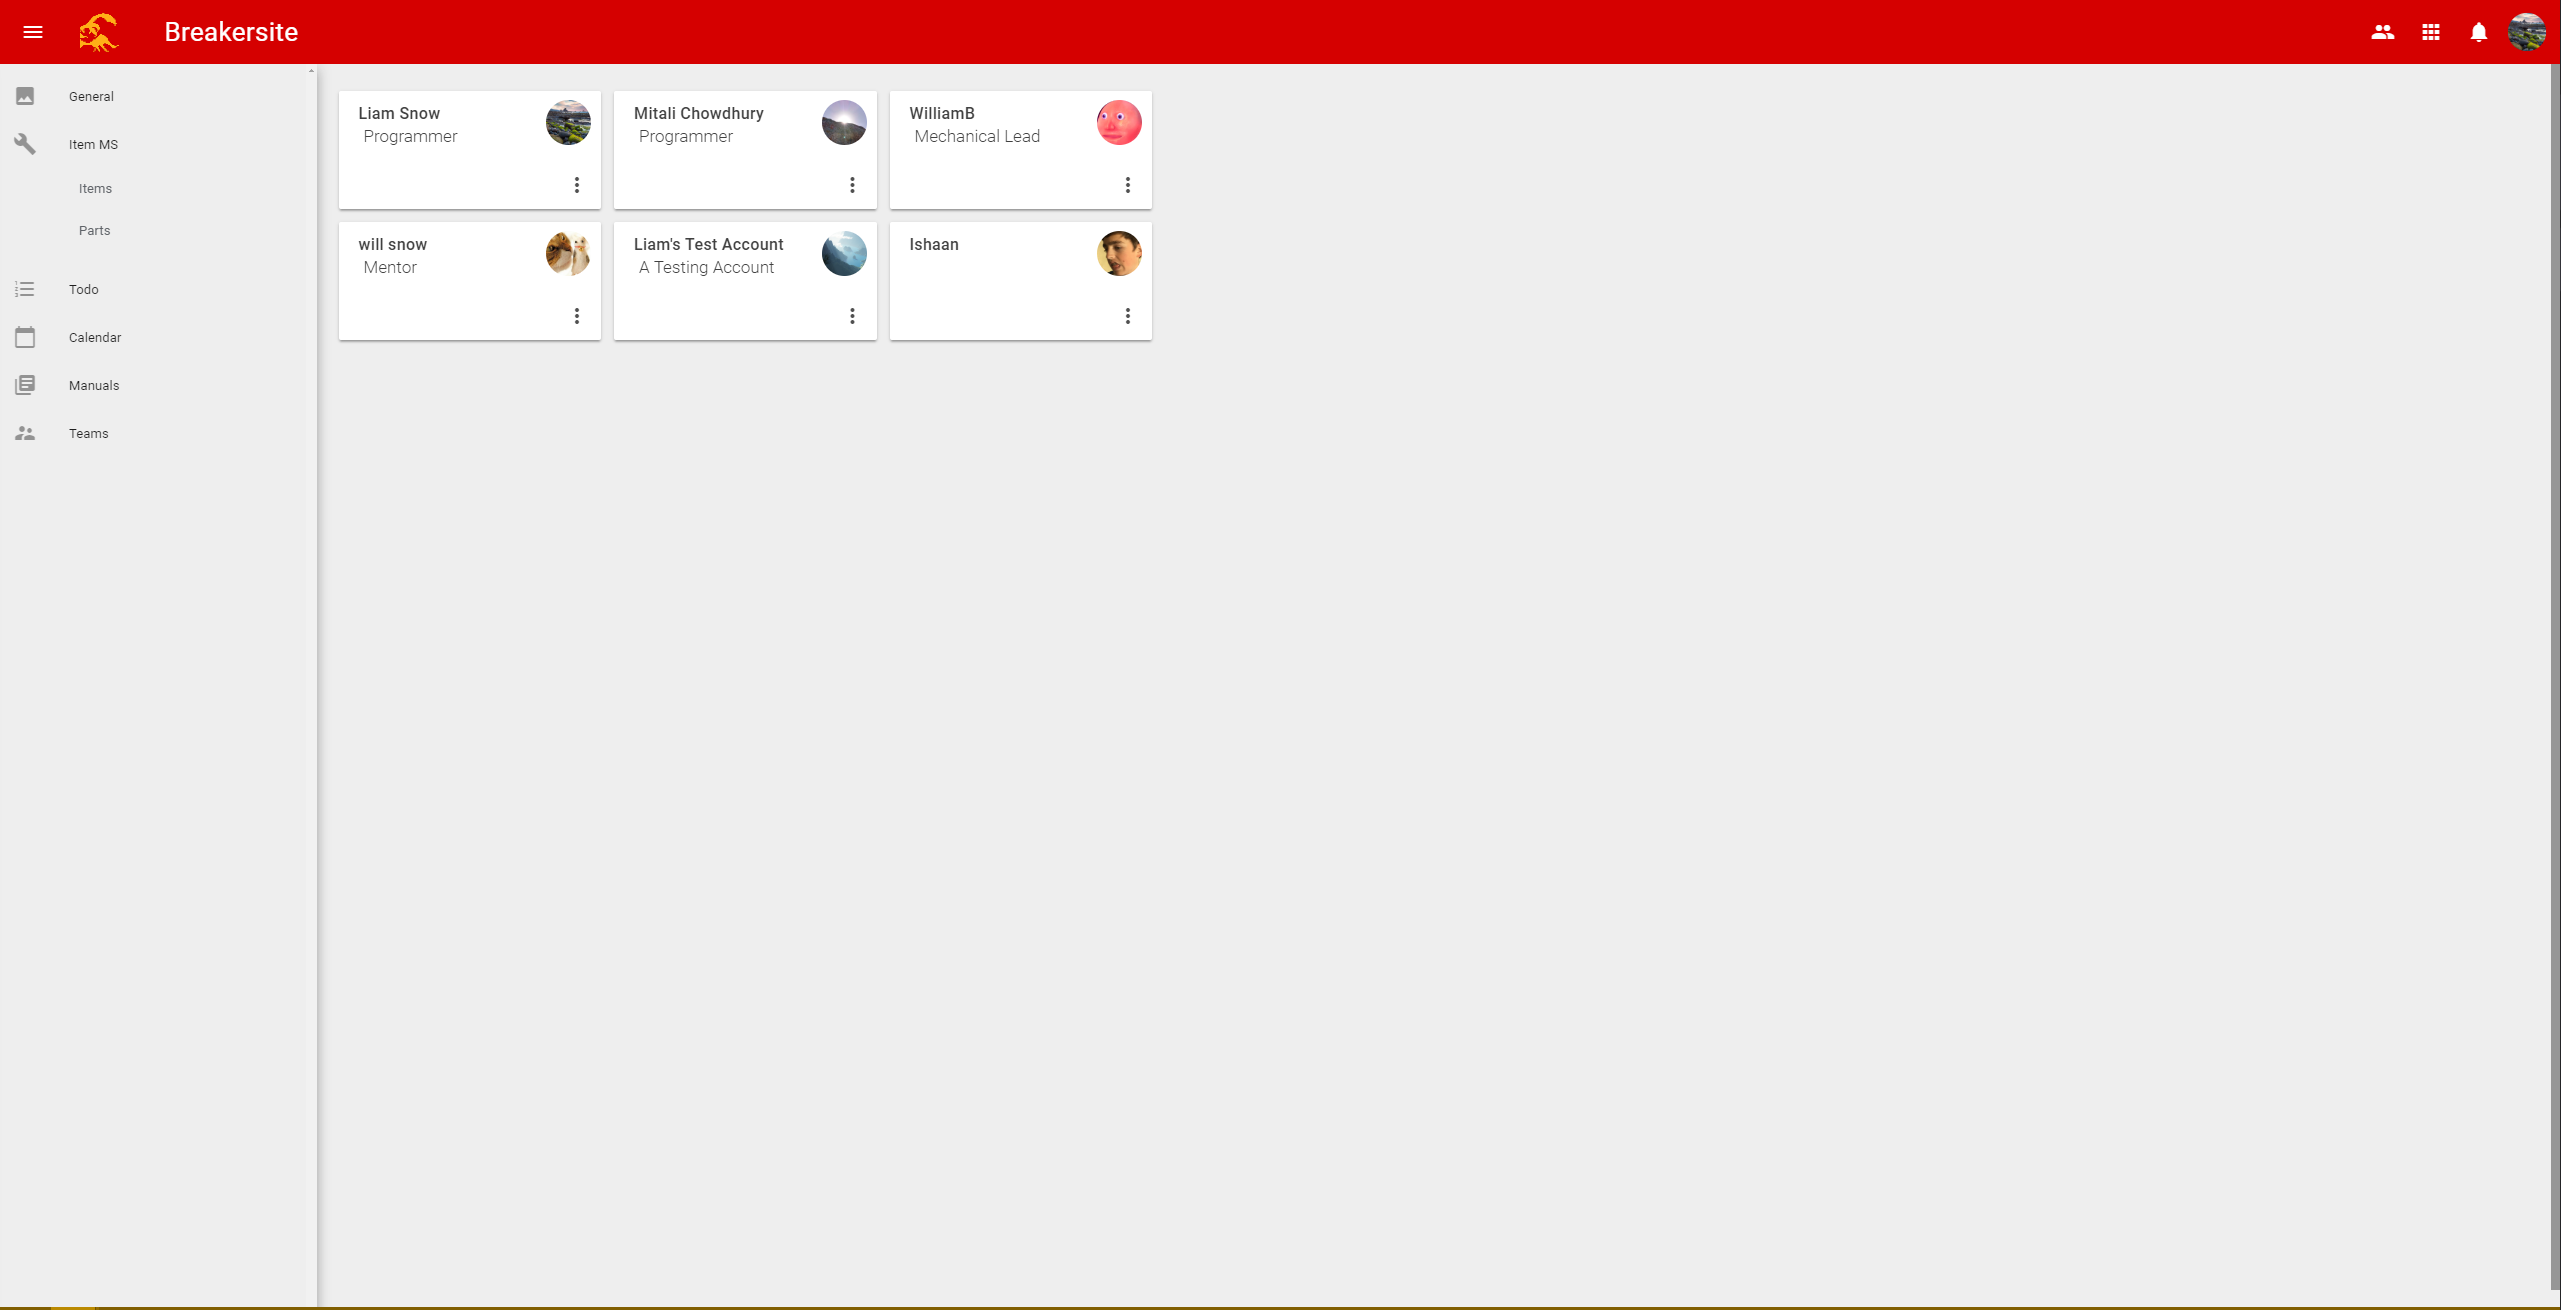 Breakersite
General
Item MS
Items
Parts
Todo
Calendar
Manuals
Teams
Liam Snow
Programmer
Mitali Chowdhury
Programmer
WilliamB
Mechanical Lead
will snow
Mentor
Liam's Test Account
A Testing Account
Ishaan